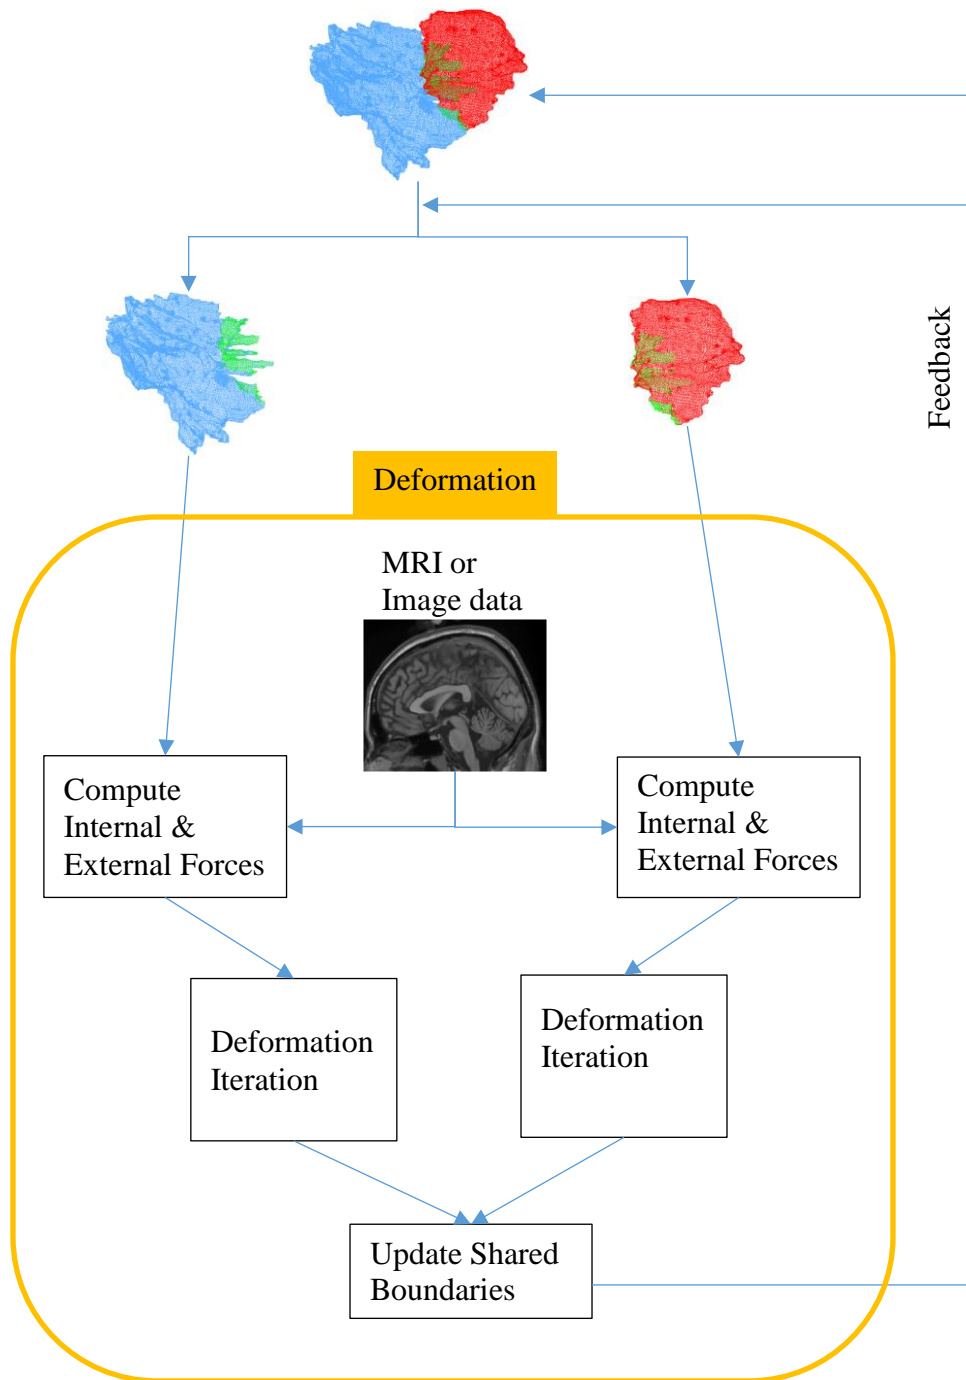 Feedback
Deformation
MRI or
Image data
Compute
Internal &
External Forces
Compute
Internal &
External Forces
Deformation
Iteration
Deformation
Iteration
Update Shared
Boundaries